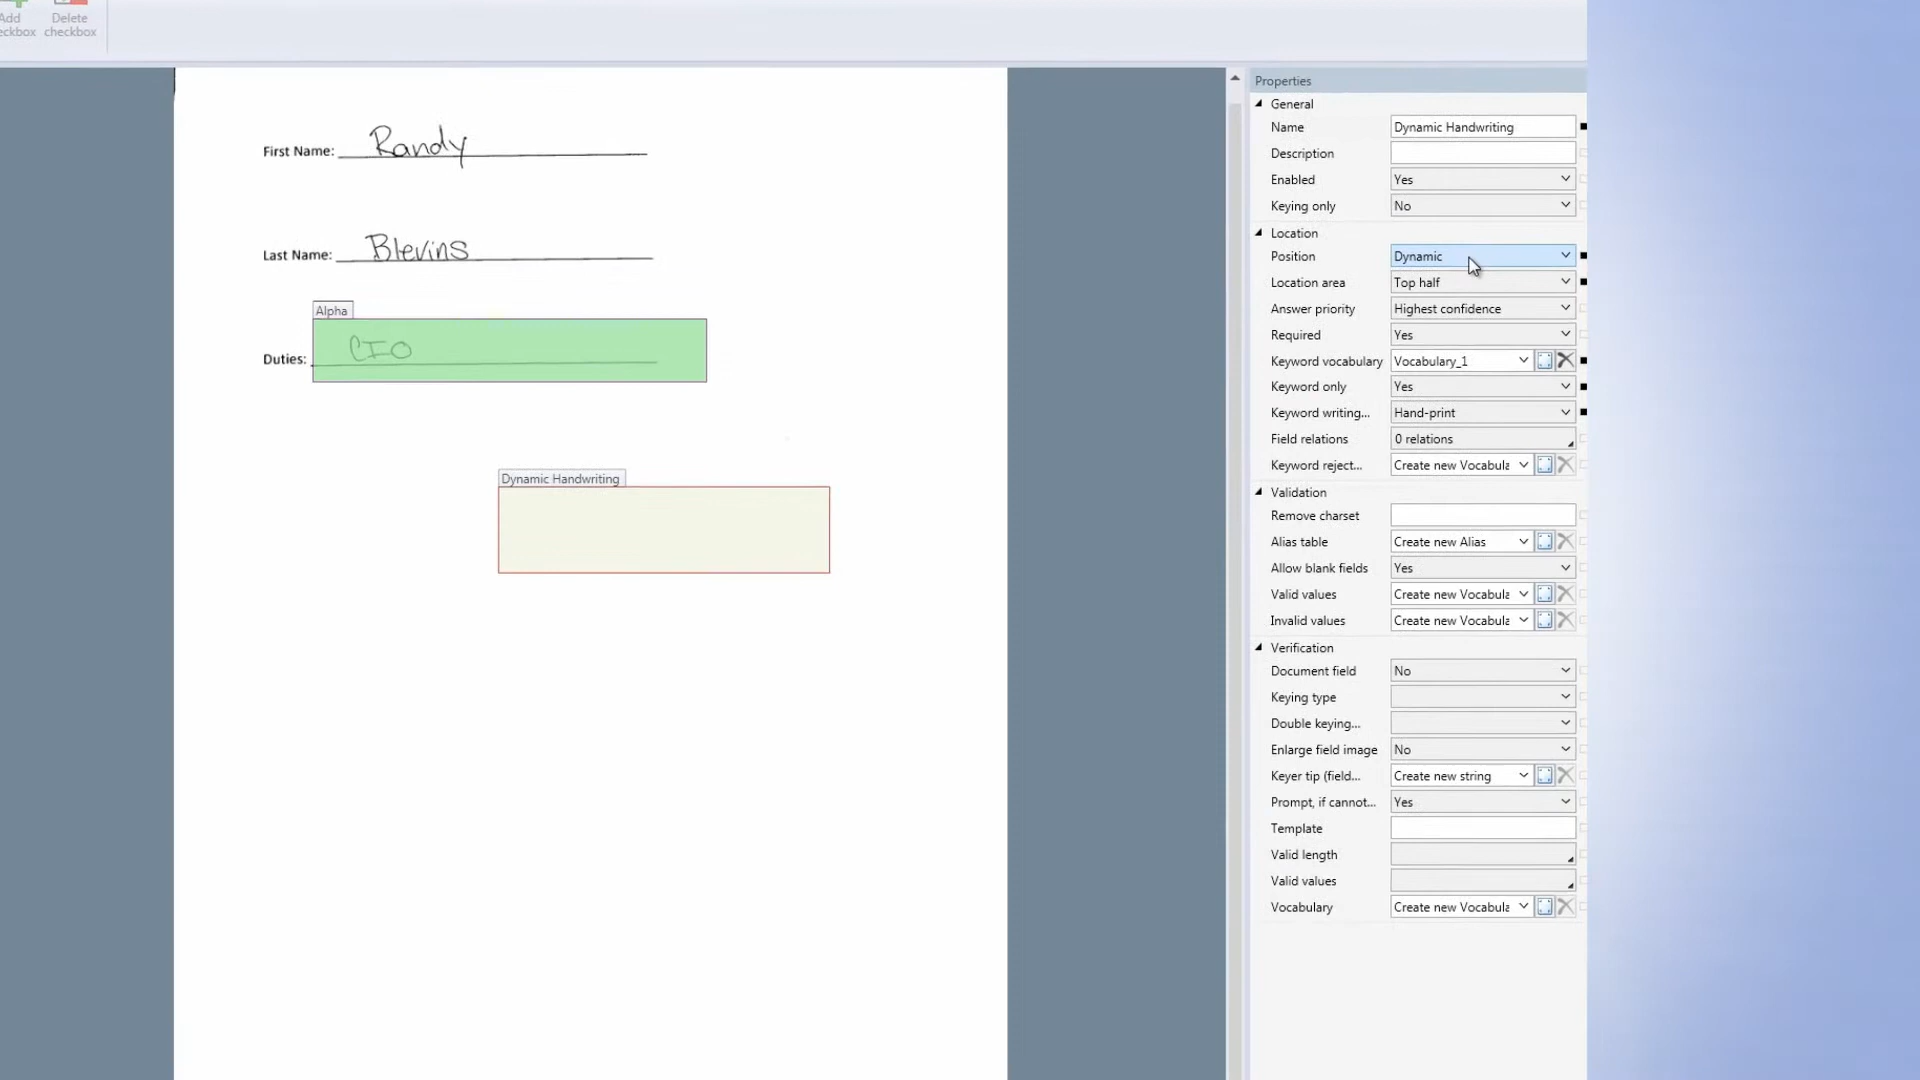 Add
Delete
eckbox
checkbox
First Name: Randy
Last Name: Blevins
Alpha
Duties: CIO
Dynamic Handwriting
Properties
General
Name Dynamic Handwriting
Description
Enabled Yes
Keying only No
Location
Position Dynamic
Location area Top half
Answer priority Highest confidence
Required Yes
Keyword vocabulary Vocabulary_1
Keyword only Yes
Keyword writing... Hand-print
Field relations 0 relations
Keyword reject... Create new Vocabula
Validation
Remove charset
Alias table Create new Alias
Allow blank fields Yes
Valid values Create new Vocabula
Invalid values Create new Vocabula
Verification
Document field No
Keying type
Double keying...
Enlarge field image No
Keyer tip (field... Create new string
Prompt, if cannot... Yes
Template
Valid length
Valid values
Vocabulary Create new Vocabula